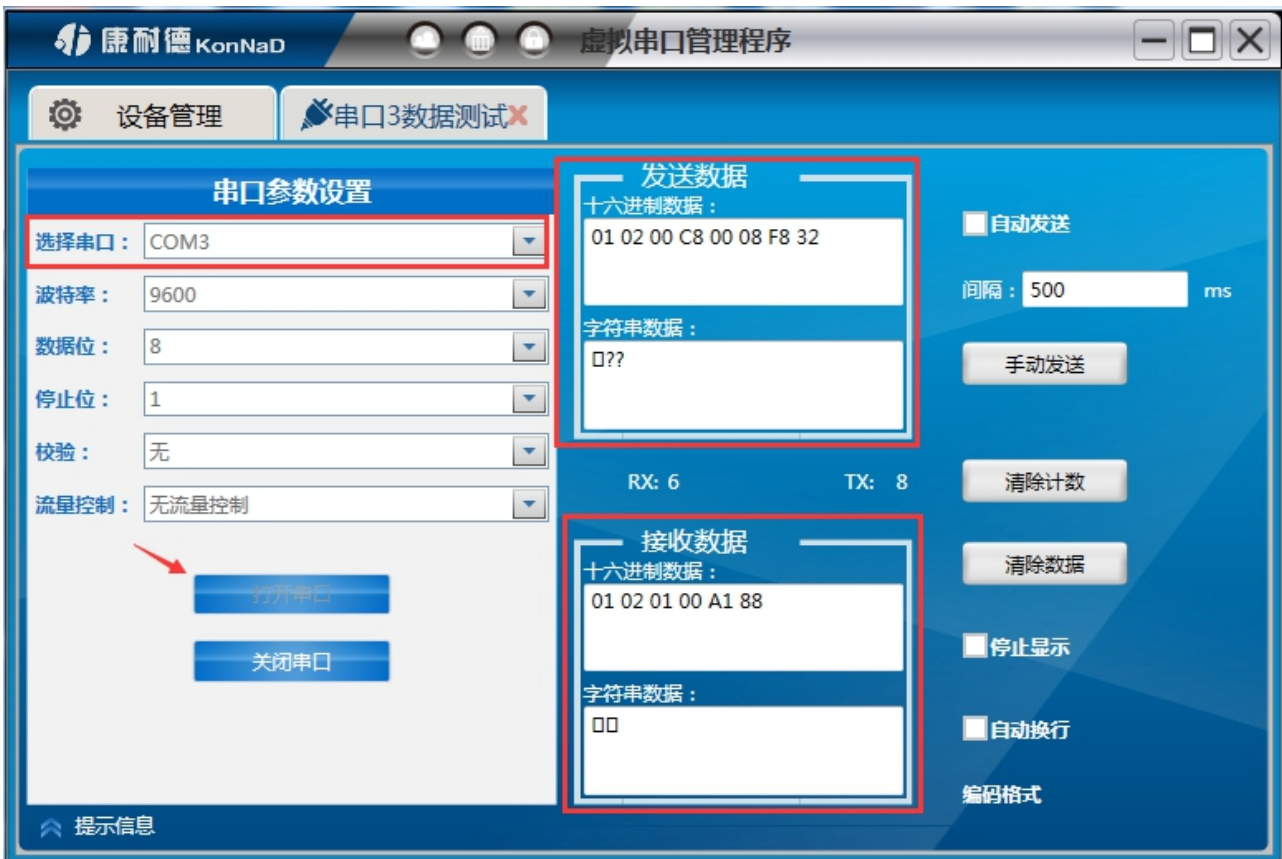 康耐德 KonNaD
虚拟串口管理程序
设备管理
串口3数据测试
串口参数设置
选择串口： COM3
波特率： 9600
数据位： 8
停止位： 1
校验： 无
流量控制： 无流量控制
打开串口
关闭串口
发送数据
十六进制数据：
01 02 00 C8 00 08 F8 32
字符串数据：
□??
RX: 6 TX: 8
接收数据
十六进制数据：
01 02 01 00 A1 88
字符串数据：
□□
自动发送
间隔： 500 ms
手动发送
清除计数
清除数据
停止显示
自动换行
编码格式
提示信息